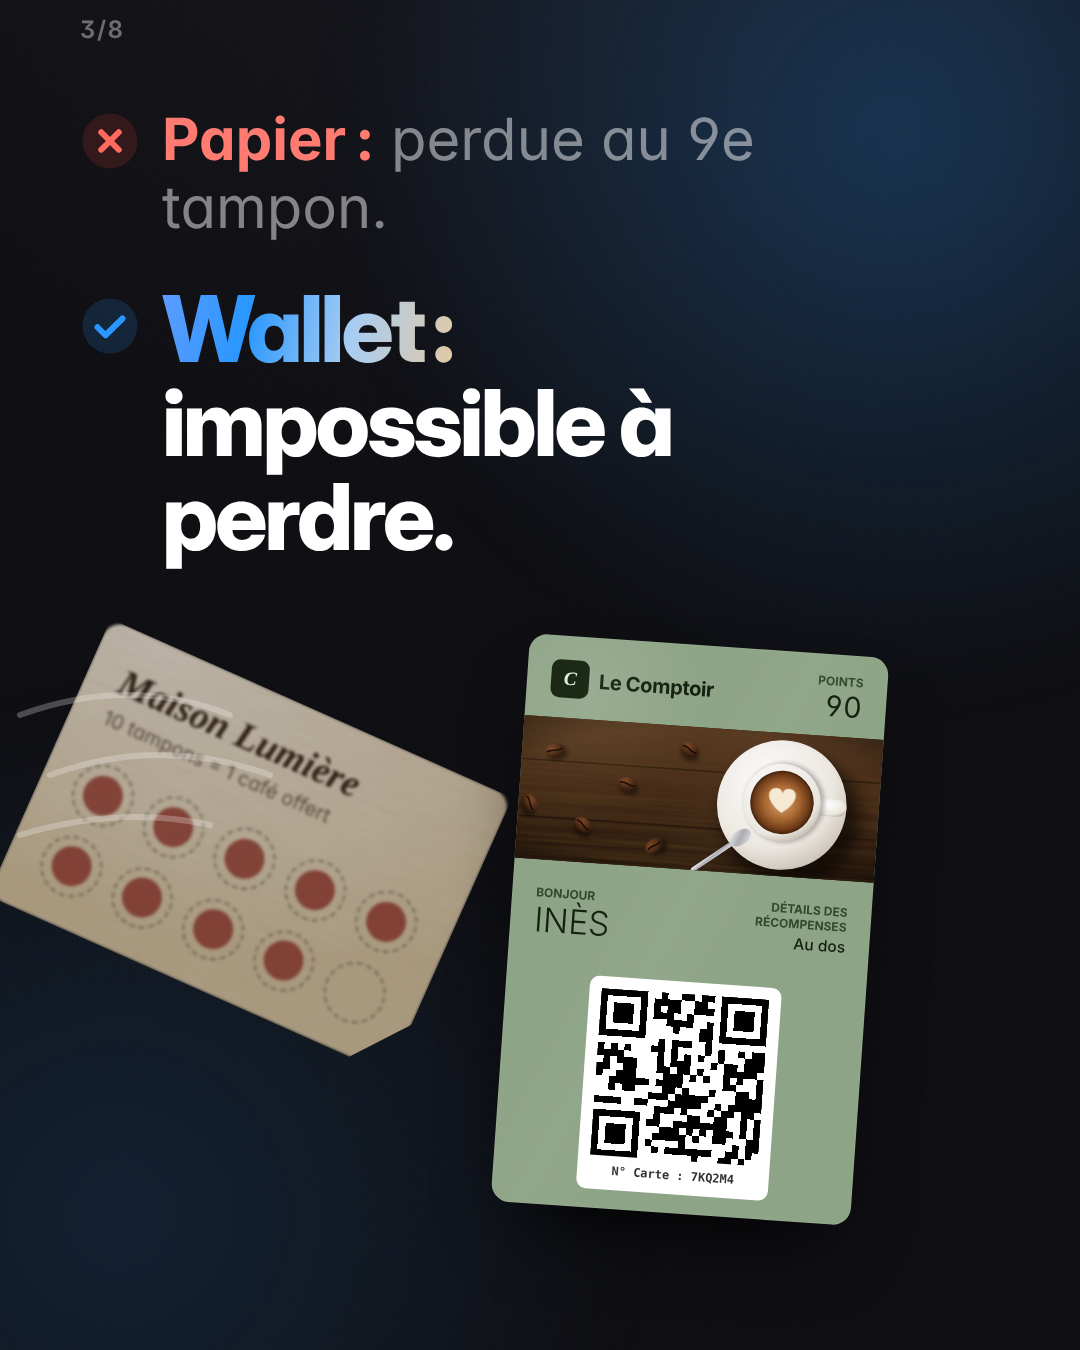 3/8
Papier : perdue au 9e
tampon.
Wallet :
impossible à
perdre.
Maison Lumière
10 tampons = 1 café offert
C Le Comptoir
POINTS
90
BONJOUR
INÈS
DÉTAILS DES
RÉCOMPENSES
Au dos
N° Carte : 7KQ2M4